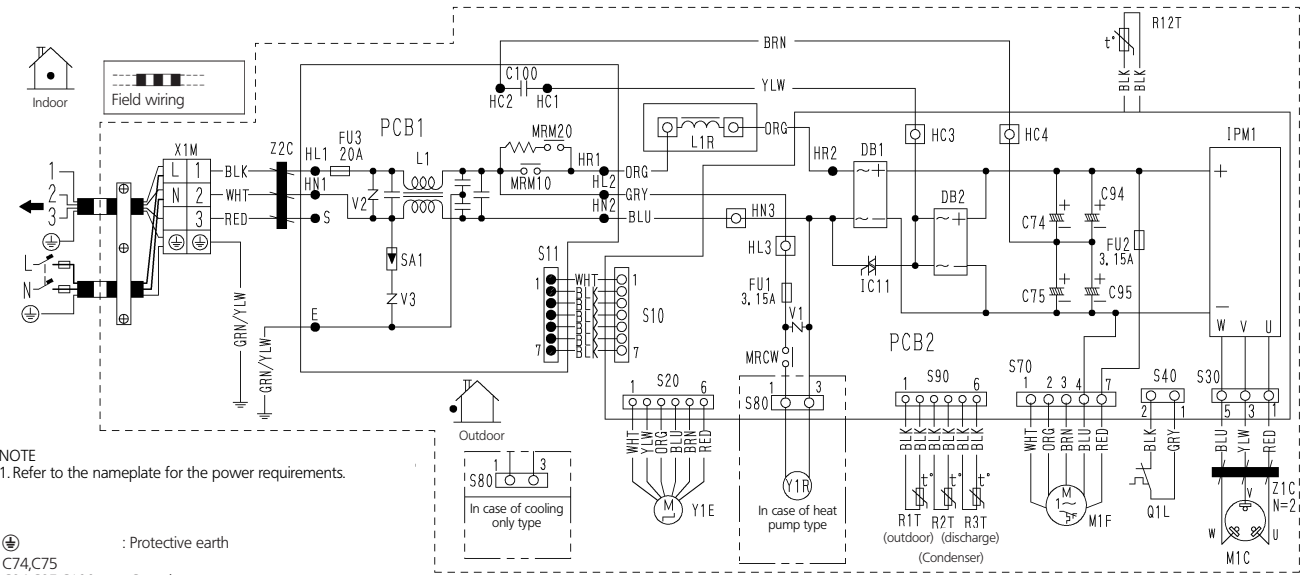 R12T
t°
BLK
BLK
BRN
YLW
C100
HC2
HC1
Indoor
Field wiring
PCB1
L1R
ORG
HC3
HC4
IPM1
X1M
Z2C
HL1
FU3
20A
L1
MRM20
MRM10
HR1
HL2
HN2
ORG
GRY
BLU
HR2
DB1
DB2
C94
C74
FU2
3.15A
C75
C95
1
2
3
L 1
N 2
3
BLK
WHT
RED
HN1
S
V2
HN3
HL3
SA1
V3
E
L
N
GRN/YLW
GRN/YLW
S11
1
7
WHT
BLK
BLK
BLK
BLK
BLK
BLK
1
7
S10
FU1
3.15A
V1
MRCW
IC11
PCB2
W V U
Outdoor
S80
1 3
In case of cooling
only type
S20
1 6
WHT
YLW
ORG
BLU
BRN
RED
M
Y1E
S80
1 3
Y1R
In case of heat
pump type
S90
1 2 3 4 5 6
BLK
BLK
BLK
BLK
BLK
BLK
t° t° t°
R1T R2T R3T
(outdoor) (discharge)
(Condenser)
S70
1 2 3 4 7
WHT
ORG
BRN
BLU
RED
M
1~
M1F
S40
2 1
BLK
GRY
Q1L
S30
5 3 1
BLU
YLW
RED
Z1C
N=2
V
W U
M1C
NOTE
1. Refer to the nameplate for the power requirements.
: Protective earth
C74,C75